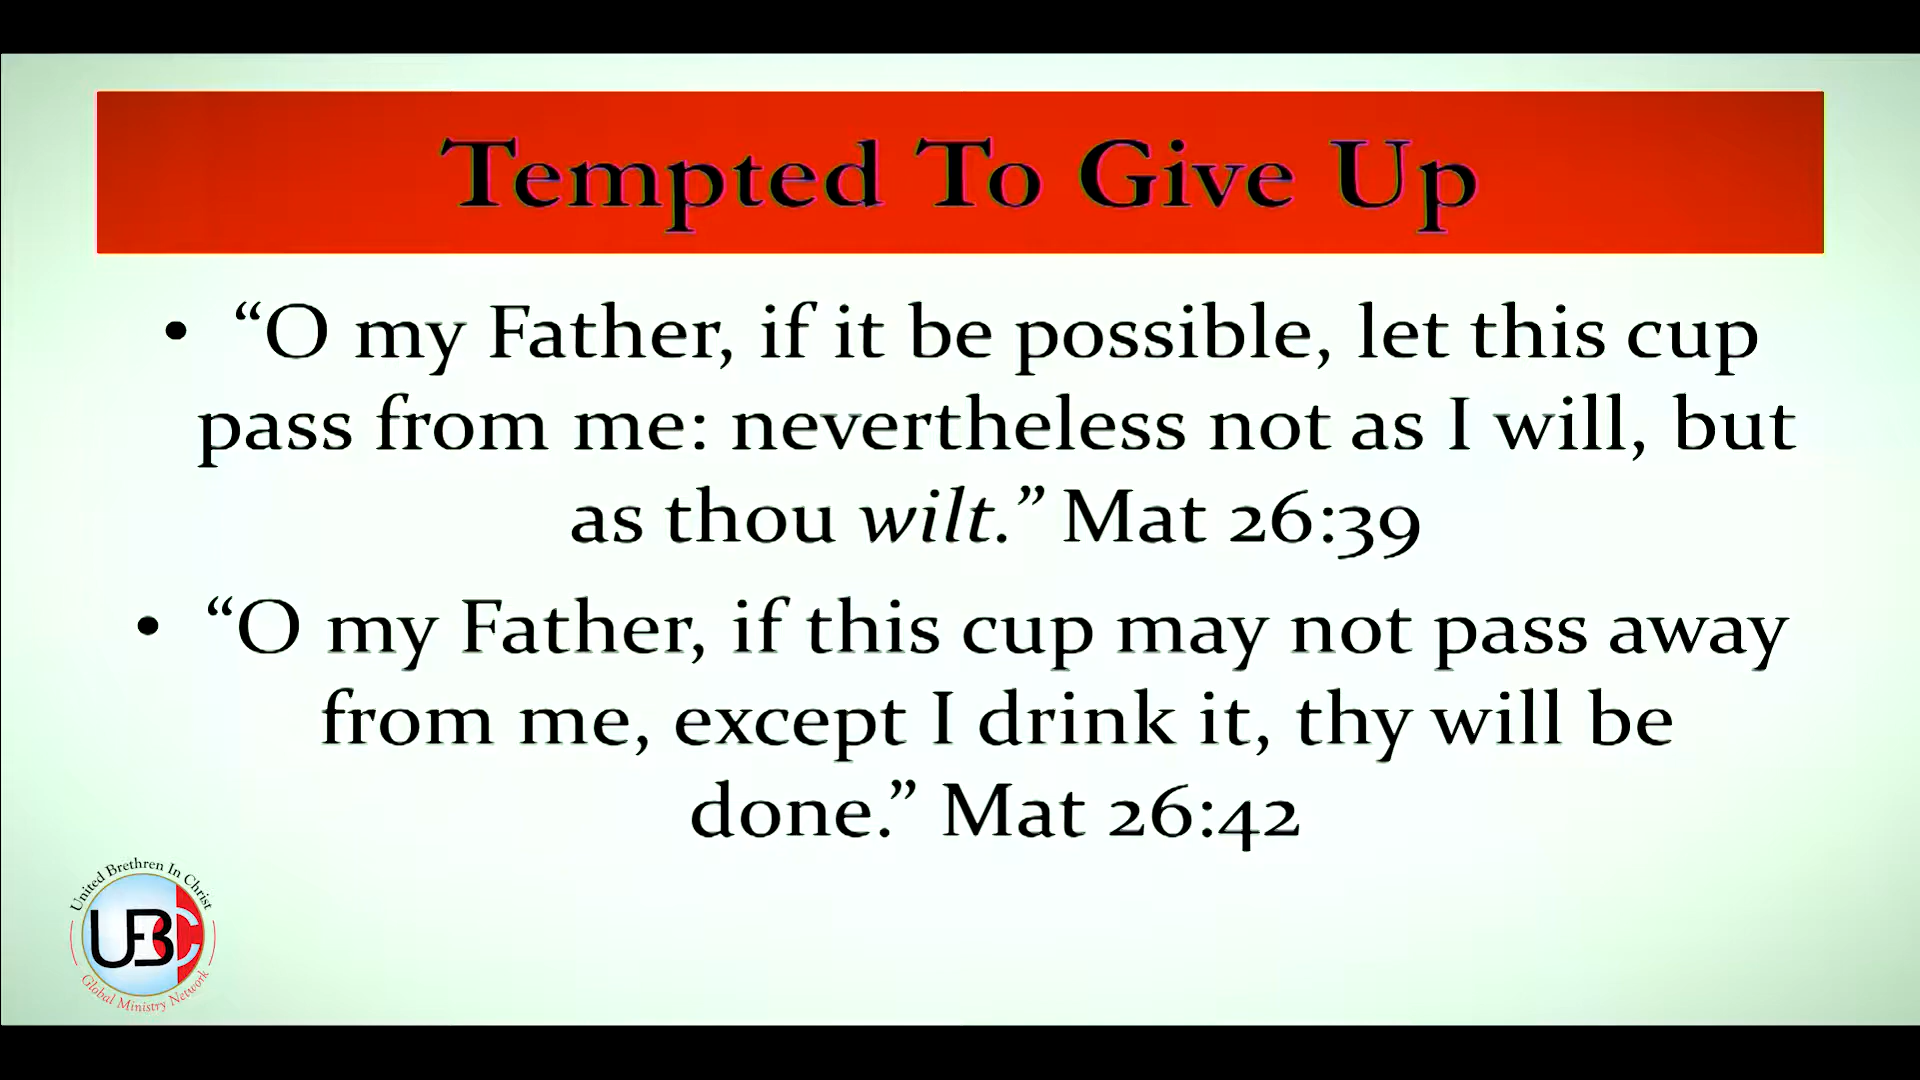 Tempted To Give Up
• “O my Father, if it be possible, let this cup
pass from me: nevertheless not as I will, but
as thou wilt.” Mat 26:39
• “O my Father, if this cup may not pass away
from me, except I drink it, thy will be
done.” Mat 26:42
United Brethren In Christ
UBC
Global Ministry Network